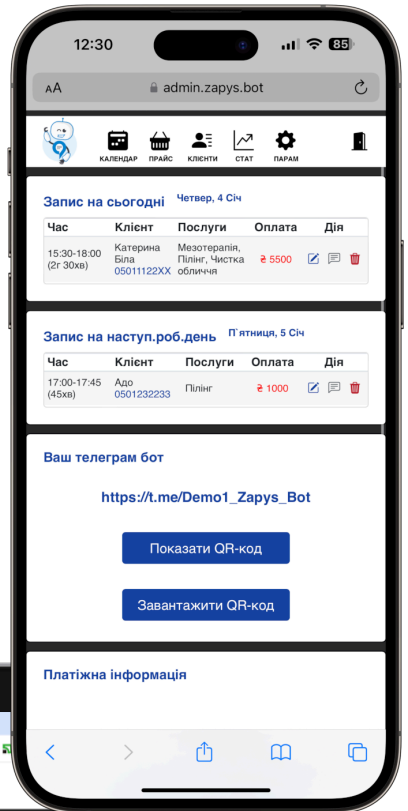 12:30
85
AA admin.zapys.bot
КАЛЕНДАР ПРАЙС КЛІЄНТИ СТАТ ПАРАМ
Запис на сьогодні Четвер, 4 Січ
Час Клієнт Послуги Оплата Дія
15:30-18:00 (2г 30хв) Катерина Біла 05011122XX Мезотерапія, Пілінг, Чистка обличчя ₴ 5500
Запис на наступ.роб.день П`ятниця, 5 Січ
Час Клієнт Послуги Оплата Дія
17:00-17:45 (45хв) Адо 0501232233 Пілінг ₴ 1000
Ваш телеграм бот
https://t.me/Demo1_Zapys_Bot
Показати QR-код
Завантажити QR-код
Платіжна інформація